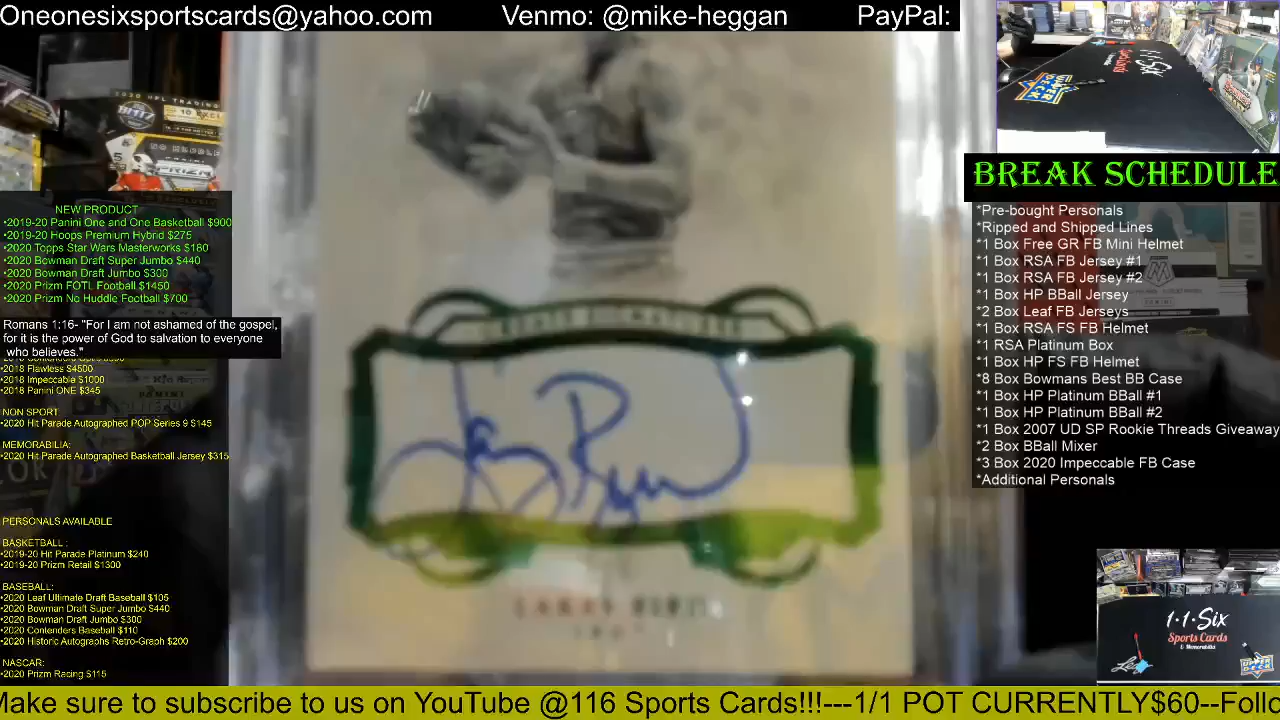 Oneonesixsportscards@yahoo.com Venmo: @mike-heggan PayPal:
NEW PRODUCT
•2019-20 Panini One and One Basketball $900
•2019-20 Hoops Premium Hybrid $275
•2020 Topps Star Wars Masterworks $180
•2020 Bowman Draft Super Jumbo $440
•2020 Bowman Draft Jumbo $300
•2020 Prizm FOTL Football $1450
•2020 Prizm No Huddle Football $700
Romans 1:16- "For I am not ashamed of the gospel,
for it is the power of God to salvation to everyone
who believes."
•2018 Flawless $4500
•2018 Impeccable $1000
•2018 Panini ONE $345
NON SPORT:
•2020 Hit Parade Autographed POP Series 9 $145
MEMORABILIA:
•2020 Hit Parade Autographed Basketball Jersey $315
PERSONALS AVAILABLE
BASKETBALL :
•2019-20 Hit Parade Platinum $240
•2019-20 Prizm Retail $1300
BASEBALL:
•2020 Leaf Ultimate Draft Baseball $105
•2020 Bowman Draft Super Jumbo $440
•2020 Bowman Draft Jumbo $300
•2020 Contenders Baseball $110
•2020 Historic Autographs Retro-Graph $200
NASCAR:
•2020 Prizm Racing $115
BREAK SCHEDULE
*Pre-bought Personals
*Ripped and Shipped Lines
*1 Box Free GR FB Mini Helmet
*1 Box RSA FB Jersey #1
*1 Box RSA FB Jersey #2
*1 Box HP BBall Jersey
*2 Box Leaf FB Jerseys
*1 Box RSA FS FB Helmet
*1 RSA Platinum Box
*1 Box HP FS FB Helmet
*8 Box Bowmans Best BB Case
*1 Box HP Platinum BBall #1
*1 Box HP Platinum BBall #2
*1 Box 2007 UD SP Rookie Threads Giveaway
*2 Box BBall Mixer
*3 Box 2020 Impeccable FB Case
*Additional Personals
1·1·Six
Sports Cards
& Memorabilia
Leaf
UPPER DECK
Make sure to subscribe to us on YouTube @116 Sports Cards!!!---1/1 POT CURRENTLY$60--Follo